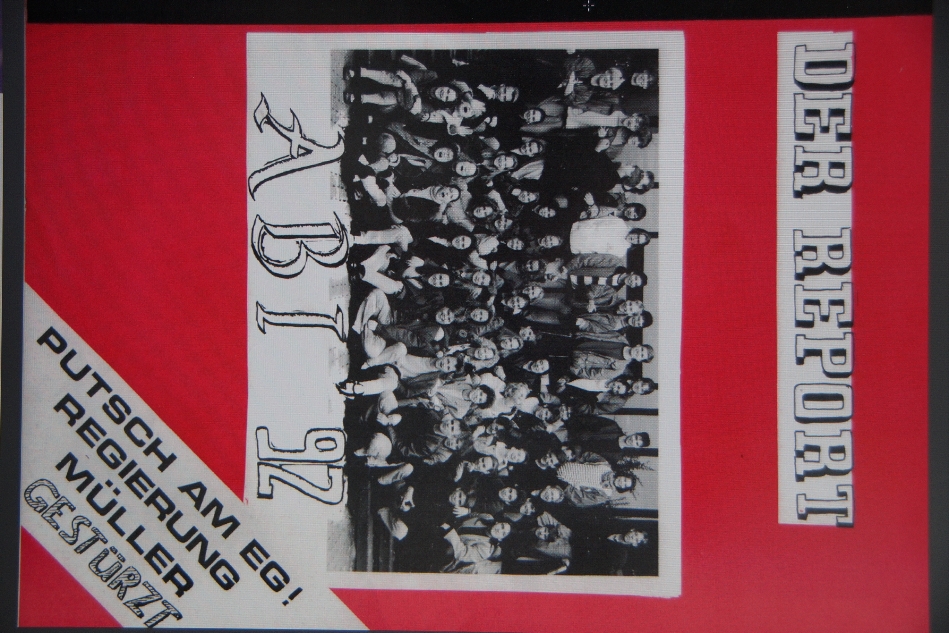 DER REPORT
ABI 92
PUTSCH AM EG!
REGIERUNG
MÜLLER
GESTÜRZT